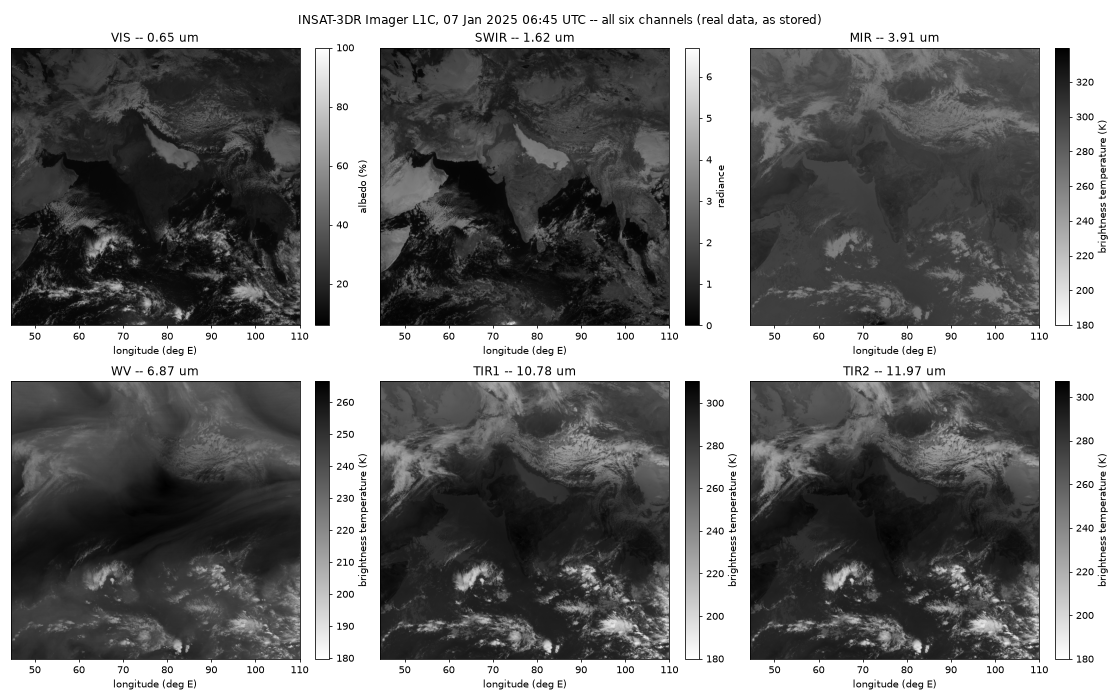 INSAT-3DR Imager L1C, 07 Jan 2025 06:45 UTC -- all six channels (real data, as stored)
VIS -- 0.65 um
SWIR -- 1.62 um
MIR -- 3.91 um
100
80
60
40
20
albedo (%)
6
5
4
3
2
1
0
radiance
320
300
280
260
240
220
200
180
brightness temperature (K)
50 60 70 80 90 100 110
50 60 70 80 90 100 110
50 60 70 80 90 100 110
longitude (deg E)
longitude (deg E)
longitude (deg E)
WV -- 6.87 um
TIR1 -- 10.78 um
TIR2 -- 11.97 um
260
250
240
230
220
210
200
190
180
brightness temperature (K)
300
280
260
240
220
200
180
brightness temperature (K)
300
280
260
240
220
200
180
brightness temperature (K)
50 60 70 80 90 100 110
50 60 70 80 90 100 110
50 60 70 80 90 100 110
longitude (deg E)
longitude (deg E)
longitude (deg E)